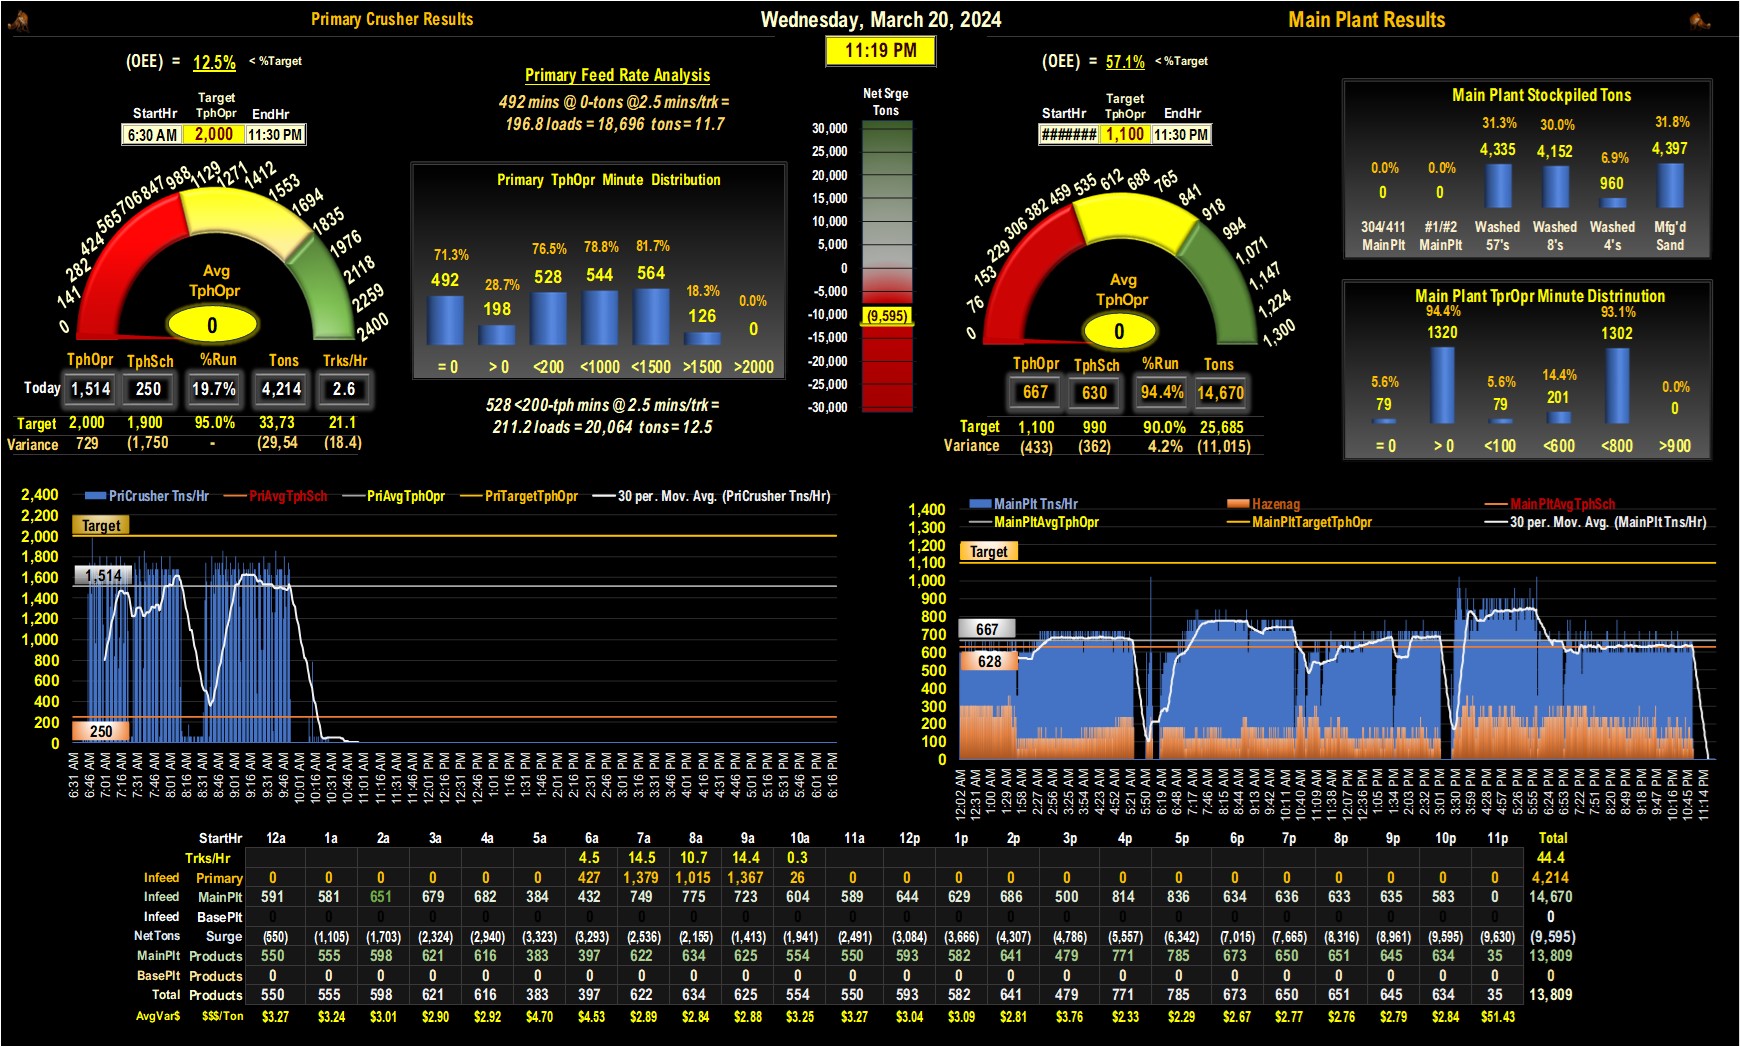 Primary Crusher Results
Wednesday, March 20, 2024
Main Plant Results
11:19 PM
(OEE) = 12.5% < %Target
Target
StartHr TphOpr EndHr
6:30 AM 2,000 11:30 PM
0 141 282 424 565 706 847 988 1129 1271 1412 1553 1694 1835 1976 2118 2259 2400
Avg
TphOpr
0
TphOpr TphSch %Run Tons Trks/Hr
Today 1,514 250 19.7% 4,214 2.6
Target 2,000 1,900 95.0% 33,73 21.1
Variance 729 (1,750 - (29,54 (18.4)
Primary Feed Rate Analysis
492 mins @ 0-tons @2.5 mins/trk =
196.8 loads = 18,696 tons = 11.7
Primary TphOpr Minute Distribution
71.3% 28.7% 76.5% 78.8% 81.7% 18.3% 0.0%
492 198 528 544 564 126 0
= 0 > 0 <200 <1000 <1500 >1500 >2000
528 <200-tph mins @ 2.5 mins/trk =
211.2 loads = 20,064 tons = 12.5
Net Srge
Tons
30,000
25,000
20,000
15,000
10,000
5,000
0
-5,000
-10,000
(9,595)
-15,000
-20,000
-25,000
-30,000
(OEE) = 57.1% < %Target
Target
StartHr TphOpr EndHr
####### 1,100 11:30 PM
0 76 153 229 306 382 459 535 612 688 765 841 918 994 1,071 1,147 1,224 1,300
Avg
TphOpr
0
TphOpr TphSch %Run Tons
667 630 94.4% 14,670
Target 1,100 990 90.0% 25,685
Variance (433) (362) 4.2% (11,015)
Main Plant Stockpiled Tons
0.0% 0.0% 31.3% 30.0% 6.9% 31.8%
0 0 4,335 4,152 960 4,397
304/411 #1/#2 Washed Washed Washed Mfg'd
MainPlt MainPlt 57's 8's 4's Sand
Main Plant TprOpr Minute Distrinution
5.6% 94.4% 5.6% 14.4% 93.1% 0.0%
79 1320 79 201 1302 0
= 0 > 0 <100 <600 <800 >900
PriCrusher Tns/Hr PriAvgTphSch PriAvgTphOpr PriTargetTphOpr 30 per. Mov. Avg. (PriCrusher Tns/Hr)
2,400
2,200
2,000
1,800
1,600
1,400
1,200
1,000
800
600
400
200
0
Target
1,514
250
6:31 AM 6:46 AM 7:01 AM 7:16 AM 7:31 AM 7:46 AM 8:01 AM 8:16 AM 8:31 AM 8:46 AM 9:01 AM 9:16 AM 9:31 AM 9:46 AM 10:01 AM 10:16 AM 10:31 AM 10:46 AM 11:01 AM 11:16 AM 11:31 AM 11:46 AM 12:01 PM 12:16 PM 12:31 PM 12:46 PM 1:01 PM 1:16 PM 1:31 PM 1:46 PM 2:01 PM 2:16 PM 2:31 PM 2:46 PM 3:01 PM 3:16 PM 3:31 PM 3:46 PM 4:01 PM 4:16 PM 4:31 PM 4:46 PM 5:01 PM 5:16 PM 5:31 PM 5:46 PM 6:01 PM 6:16 PM
MainPlt Tns/Hr Hazenag MainPltAvgTphSch
MainPltAvgTphOpr MainPltTargetTphOpr 30 per. Mov. Avg. (MainPlt Tns/Hr)
1,400
1,300
1,200
1,100
1,000
900
800
700
600
500
400
300
200
100
0
Target
667
628
12:02 AM 12:31 AM 1:00 AM 1:29 AM 1:58 AM 2:27 AM 2:56 AM 3:25 AM 3:54 AM 4:23 AM 4:52 AM 5:21 AM 5:50 AM 6:19 AM 6:48 AM 7:17 AM 7:46 AM 8:15 AM 8:44 AM 9:13 AM 9:42 AM 10:11 AM 10:40 AM 11:09 AM 11:38 AM 12:07 PM 12:36 PM 1:05 PM 1:34 PM 2:03 PM 2:32 PM 3:01 PM 3:30 PM 3:59 PM 4:28 PM 4:57 PM 5:26 PM 5:55 PM 6:24 PM 6:53 PM 7:22 PM 7:51 PM 8:20 PM 8:49 PM 9:18 PM 9:47 PM 10:16 PM 10:45 PM 11:14 PM
StartHr 12a 1a 2a 3a 4a 5a 6a 7a 8a 9a 10a 11a 12p 1p 2p 3p 4p 5p 6p 7p 8p 9p 10p 11p Total
Trks/Hr 4.5 14.5 10.7 14.4 0.3 44.4
Infeed Primary 0 0 0 0 0 0 427 1,379 1,015 1,367 26 0 0 0 0 0 0 0 0 0 0 0 0 0 4,214
Infeed MainPlt 591 581 651 679 682 384 432 749 775 723 604 589 644 629 686 500 814 836 634 636 633 635 583 0 14,670
Infeed BasePlt 0 0 0 0 0 0 0 0 0 0 0 0 0 0 0 0 0 0 0 0 0 0 0 0 0
NetTons Surge (550) (1,105) (1,703) (2,324) (2,940) (3,323) (3,293) (2,536) (2,155) (1,413) (1,941) (2,491) (3,084) (3,666) (4,307) (4,786) (5,557) (6,342) (7,015) (7,665) (8,316) (8,961) (9,595) (9,630) (9,595)
MainPlt Products 550 555 598 621 616 383 397 622 634 625 554 550 593 582 641 479 771 785 673 650 651 645 634 35 13,809
BasePlt Products 0 0 0 0 0 0 0 0 0 0 0 0 0 0 0 0 0 0 0 0 0 0 0 0 0
Total Products 550 555 598 621 616 383 397 622 634 625 554 550 593 582 641 479 771 785 673 650 651 645 634 35 13,809
AvgVar$ $$$/Ton $3.27 $3.24 $3.01 $2.90 $2.92 $4.70 $4.53 $2.89 $2.84 $2.88 $3.25 $3.27 $3.04 $3.09 $2.81 $3.76 $2.33 $2.29 $2.67 $2.77 $2.76 $2.79 $2.84 $51.43